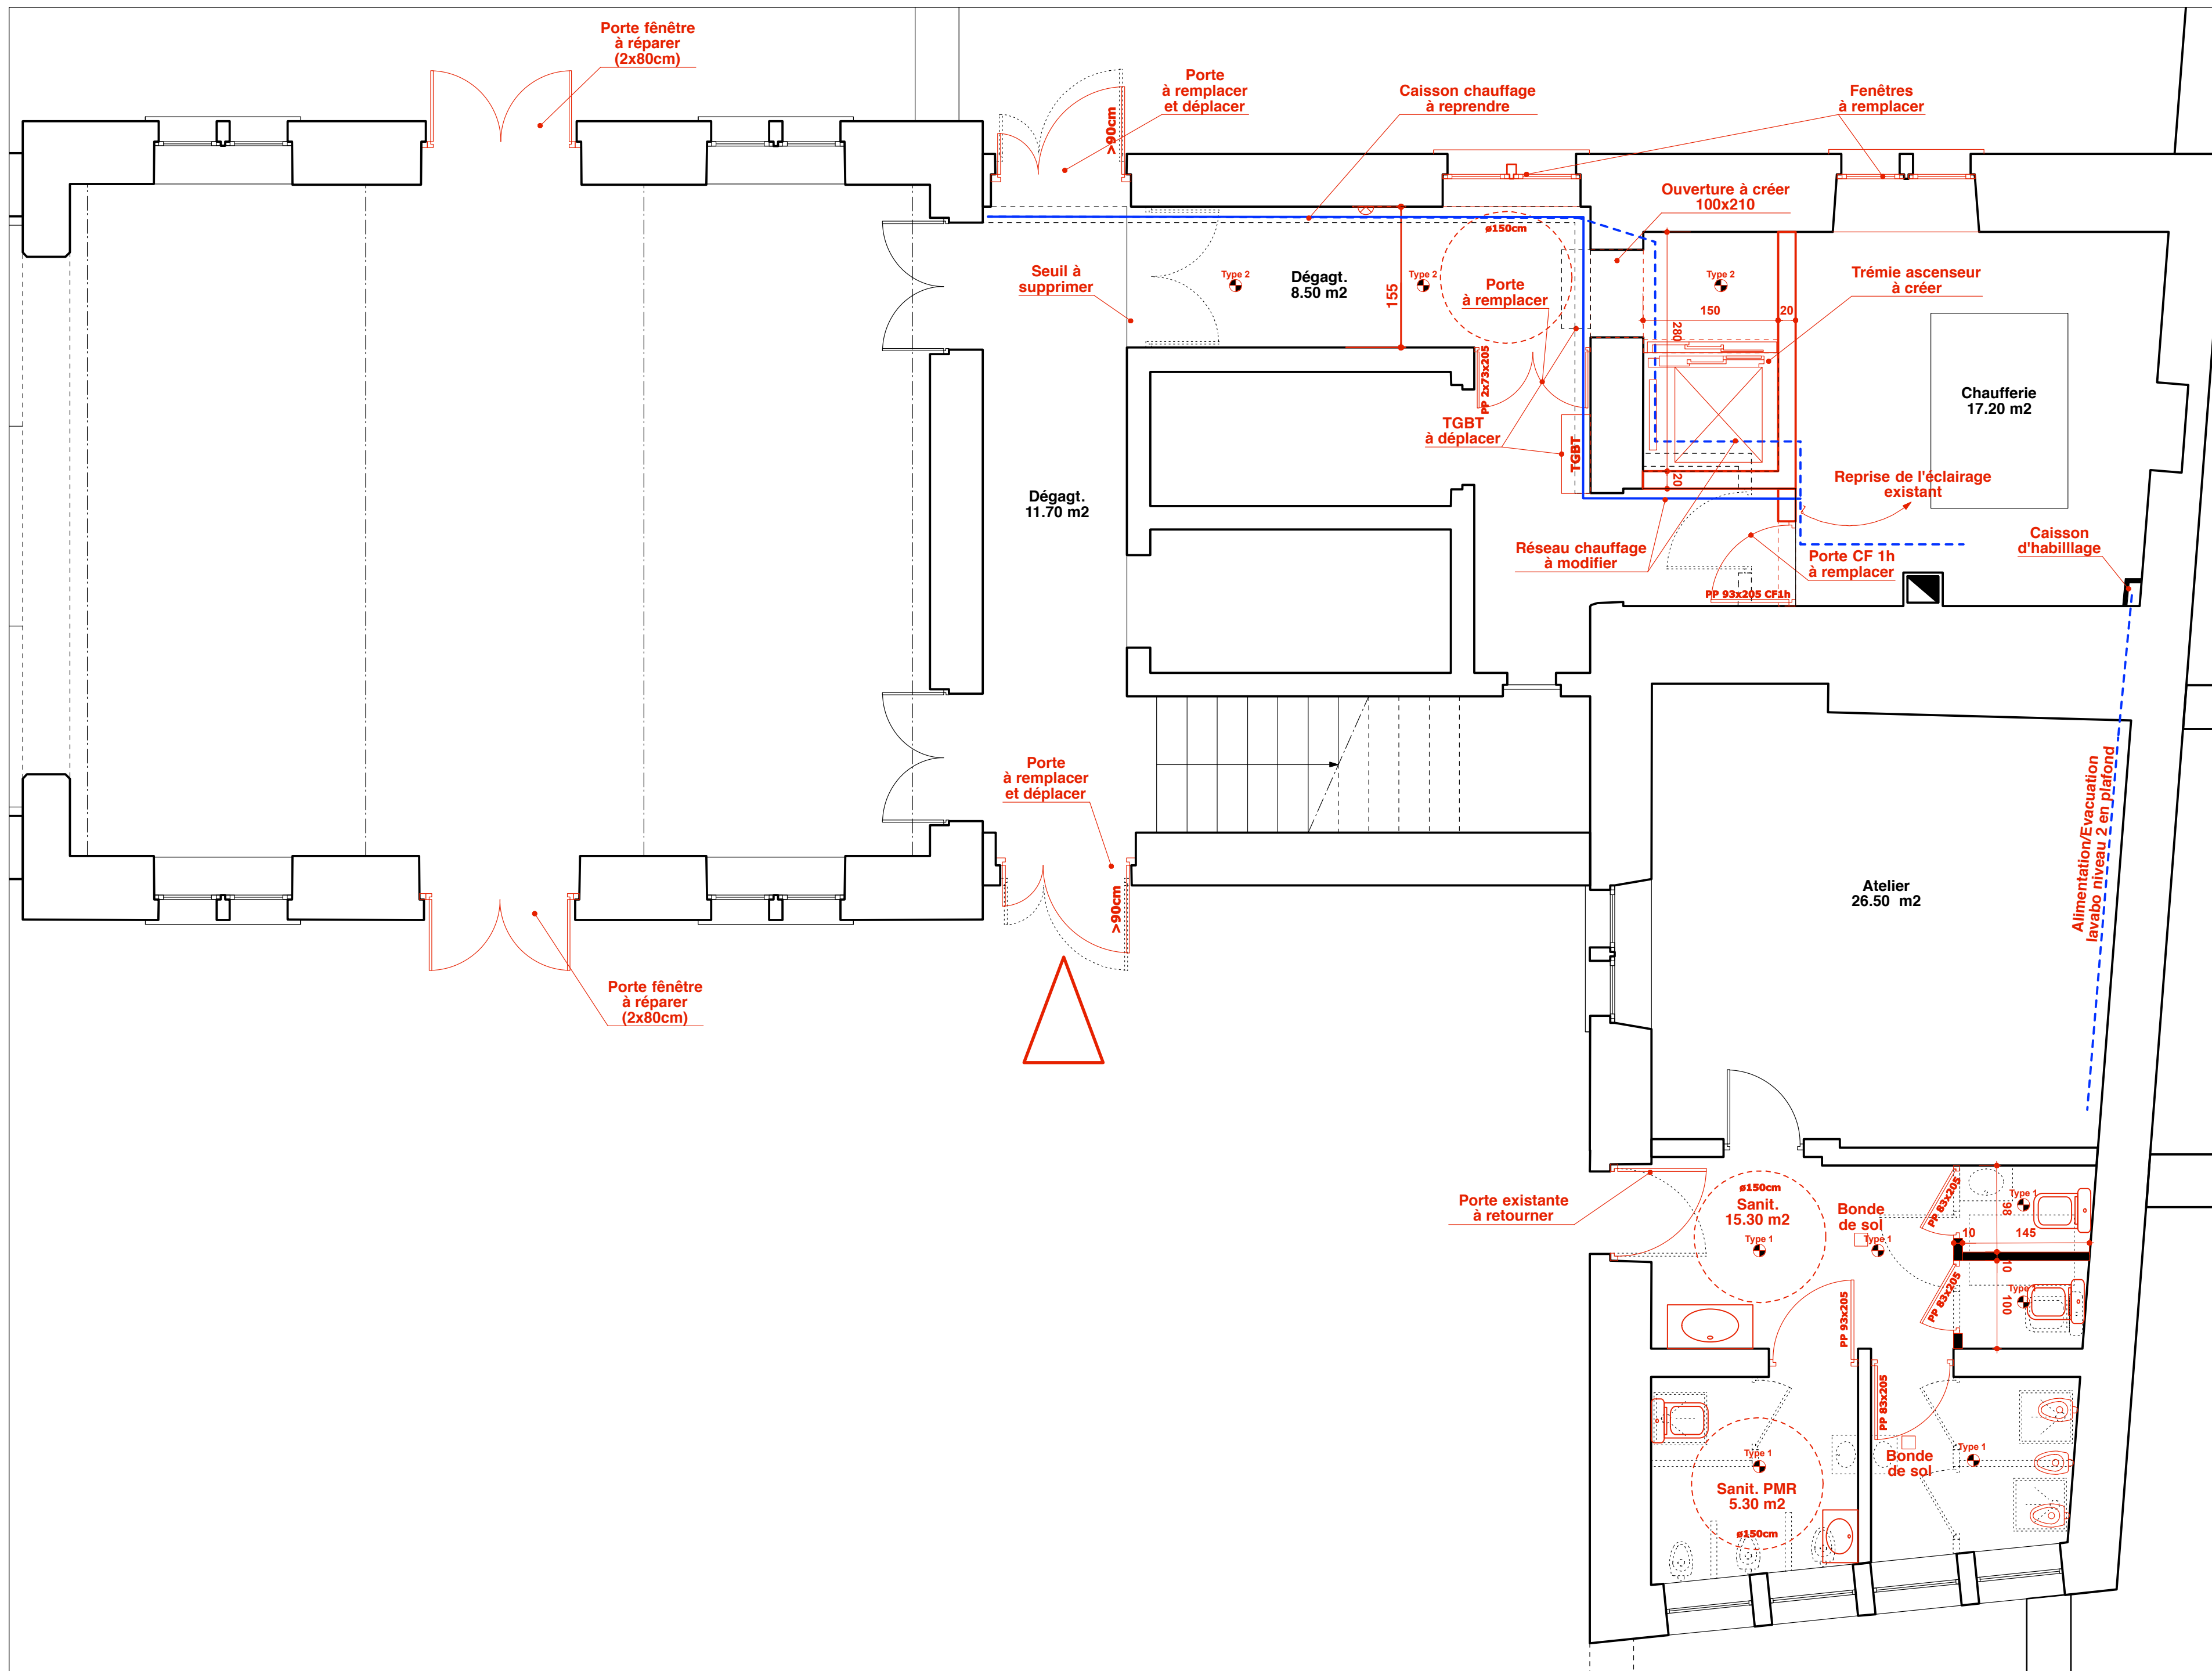 Porte fênêtre
à réparer
(2x80cm)
Porte
à remplacer
et déplacer
>90cm
Caisson chauffage
à reprendre
Fenêtres
à remplacer
Ouverture à créer
100x210
ø150cm
Seuil à
supprimer
Type 2
Dégagt.
8.50 m2
Type 2
155
Porte
à remplacer
Type 2
Trémie ascenseur
à créer
150
20
280
PP 2x73x205
TGBT
à déplacer
TGBT
20
Chaufferie
17.20 m2
Reprise de l'éclairage
existant
Dégagt.
11.70 m2
Réseau chauffage
à modifier
Porte CF 1h
à remplacer
PP 93x205 CF1h
Caisson
d'habilllage
Porte
à remplacer
et déplacer
>90cm
Alimentation/Evacuation
lavabo niveau 2 en plafond
Atelier
26.50 m2
Porte fênêtre
à réparer
(2x80cm)
Porte existante
à retourner
ø150cm
Sanit.
15.30 m2
Type 1
Bonde
de sol
Type 1
PP 83x205
Type 1
98
10
145
10
PP 83x205
Type 1
100
PP 93x205
PP 83x205
Type 1
Sanit. PMR
5.30 m2
ø150cm
Bonde
de sol
Type 1